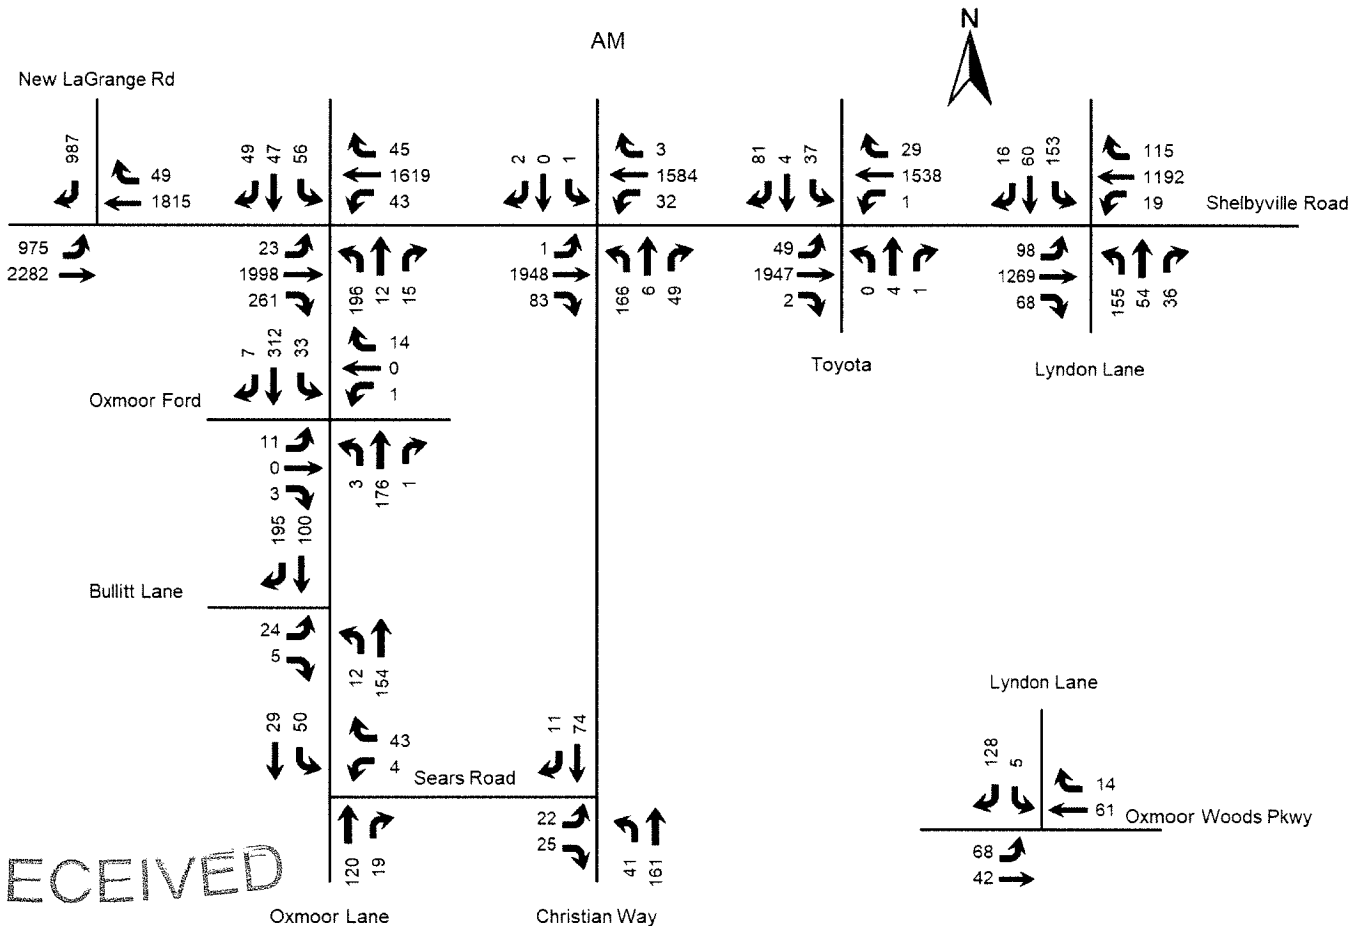 AM
N
New LaGrange Rd
987
49
1815
975
2282
49 47 56
45
1619
43
23
1998
261
196 12 15
2 0 1
3
1584
32
1
1948
83
166 6 49
81 4 37
29
1538
1
49
1947
2
0 4 1
16 60 153
115
1192
19
Shelbyville Road
98
1269
68
155 54 36
Toyota
Lyndon Lane
7 312 33
14
0
1
Oxmoor Ford
11
0
3
3 176 1
195 100
Bullitt Lane
24
5
12 154
29 50
43
4
Sears Road
11 74
120 19
22
25
41 161
Lyndon Lane
128 5
14
61
Oxmoor Woods Pkwy
68
42
ECEIVED
Oxmoor Lane
Christian Way